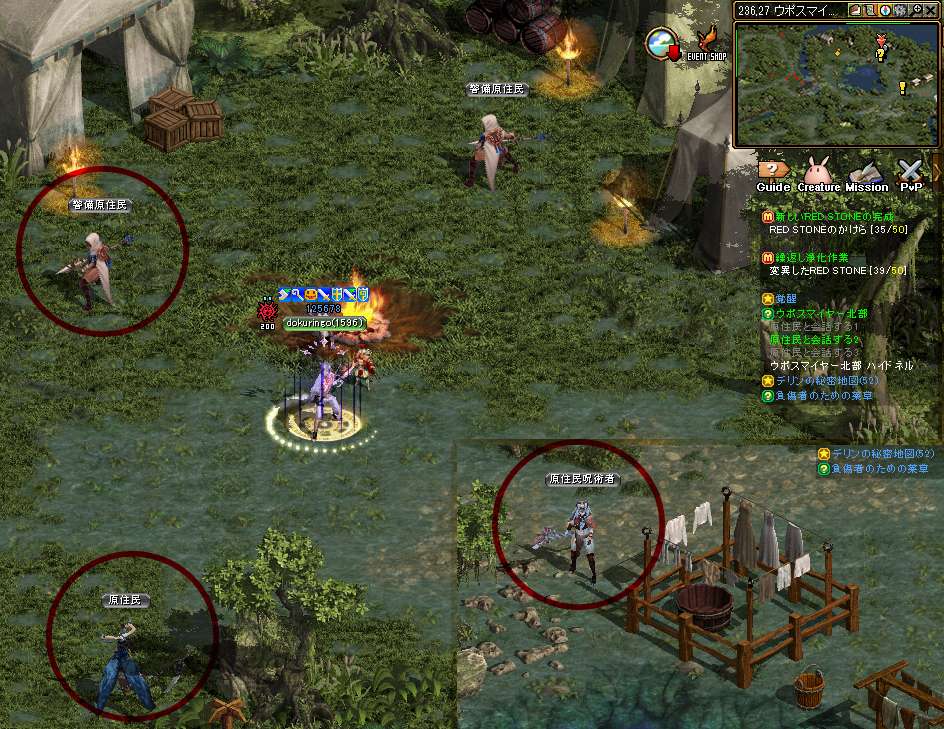 236,27 ウボスマイ...
警備原住民
EVENT SHOP
Guide Creature Mission PvP
警備原住民
新しいRED STONEの完成
RED STONEのかけら [35/50]
繰返し浄化作業
変異したRED STONE [39/50]
覚醒
ウボスマイヤー北部
原住民と会話する1
原住民と会話する2
原住民と会話する3
ウボスマイヤー北部 ハイドネル
デリンの秘密地図(52)
負傷者のための薬草
125678
200
dokuringo(1596)
デリンの秘密地図(52)
負傷者のための薬草
原住民呪術者
原住民